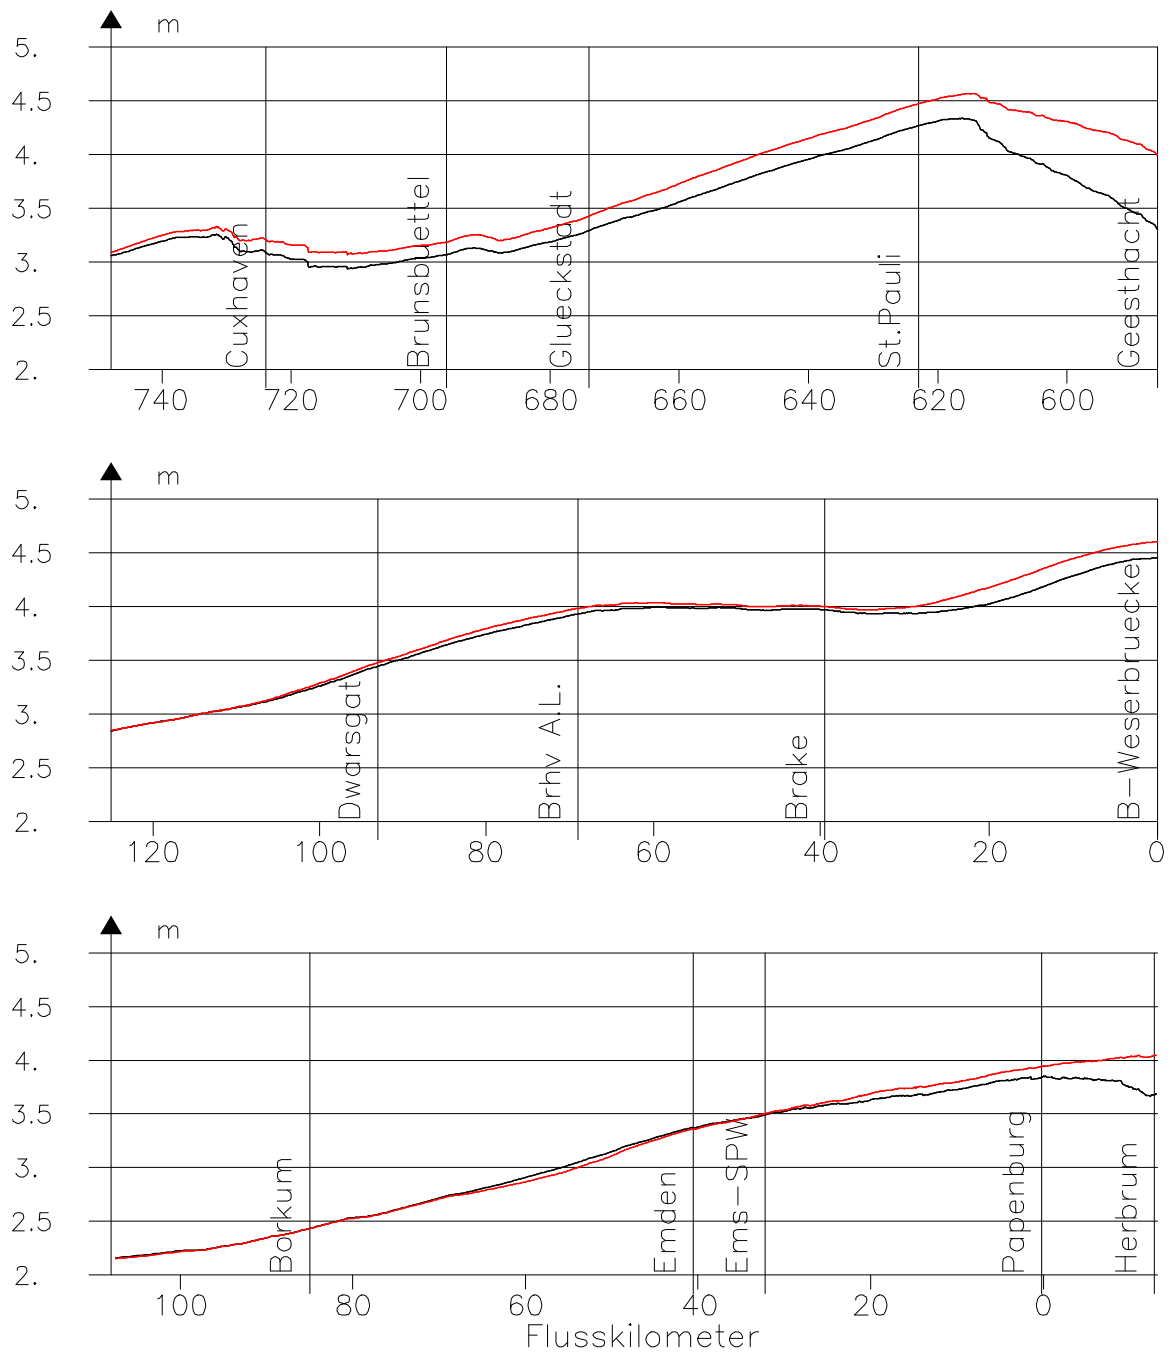 m
5.
4.5
4.
3.5
3.
2.5
2.
Cuxhaven
Brunsbuettel
Glueckstadt
St.Pauli
Geesthacht
740 720 700 680 660 640 620 600
m
5.
4.5
4.
3.5
3.
2.5
2.
Dwarsgat
Brhv A.L.
Brake
B-Weserbruecke
120 100 80 60 40 20 0
m
5.
4.5
4.
3.5
3.
2.5
2.
Borkum
Emden
Ems-SPW
Papenburg
Herbrum
100 80 60 40 20 0
Flusskilometer